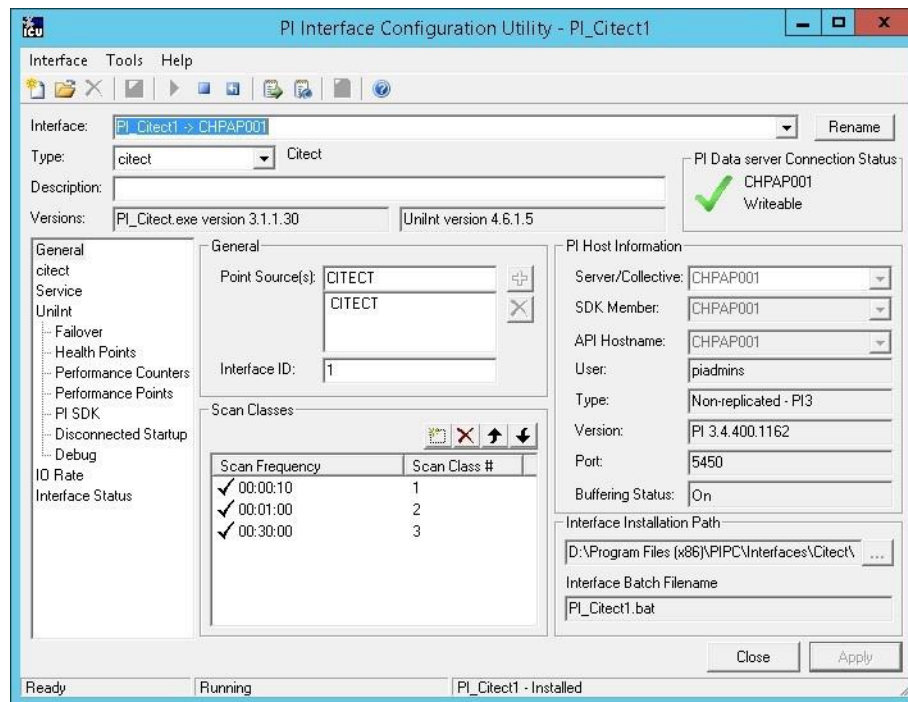 PI Interface Configuration Utility - PI_Citect1
Interface Tools Help
Interface: PI_Citect1 -> CHPAP001 Rename
Type: citect Citect
Description:
Versions: PI_Citect.exe version 3.1.1.30 UniInt version 4.6.1.5
PI Data server Connection Status
CHPAP001
Writeable
General
citect
Service
UniInt
Failover
Health Points
Performance Counters
Performance Points
PI SDK
Disconnected Startup
Debug
IO Rate
Interface Status
General
Point Source(s): CITECT
CITECT
Interface ID: 1
Scan Classes
Scan Frequency Scan Class #
00:00:10 1
00:01:00 2
00:30:00 3
PI Host Information
Server/Collective: CHPAP001
SDK Member: CHPAP001
API Hostname: CHPAP001
User: piadmins
Type: Non-replicated - PI3
Version: PI 3.4.400.1162
Port: 5450
Buffering Status: On
Interface Installation Path
D:\Program Files (x86)\PIPC\Interfaces\Citect\ ...
Interface Batch Filename
PI_Citect1.bat
Close Apply
Ready Running PI_Citect1 - Installed